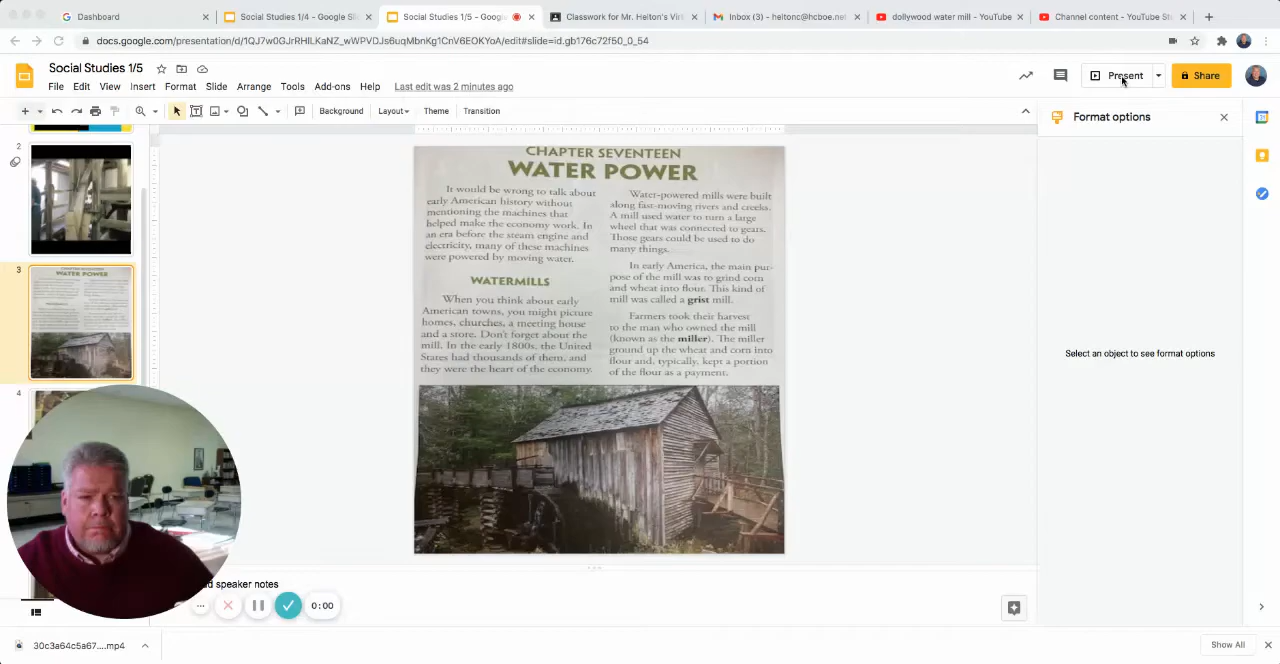 Dashboard
Social Studies 1/4 - Google Sli
Social Studies 1/5 - Goog
Classwork for Mr. Helton's Virt
Inbox (3) - heltonc@hcboe.net
dollywood water mill - YouTube
Channel content - YouTube St
docs.google.com/presentation/d/1QJ7w0GJrRHILKaNZ_wWPVDJs6uqMbnKg1CnV6EOKYoA/edit#slide=id.gb176c72f50_0_54
Social Studies 1/5
Present
Share
File Edit View Insert Format Slide Arrange Tools Add-ons Help Last edit was 2 minutes ago
Background Layout Theme Transition
Format options
Select an object to see format options
2
3
4
CHAPTER SEVENTEEN
WATER POWER
It would be wrong to talk about
early American history without
mentioning the machines that
helped make the economy work. In
an era before the steam engine and
electricity, many of these machines
were powered by moving water.
WATERMILLS
When you think about early
American towns, you might picture
homes, churches, a meeting house
and a store. Don't forget about the
mill. In the early 1800s, the United
States had thousands of them, and
they were the heart of the economy.
Water-powered mills were built
along fast-moving rivers and creeks.
A mill used water to turn a large
wheel that was connected to gears.
Those gears could be used to do
many things.
In early America, the main pur-
pose of the mill was to grind corn
and wheat into flour. This kind of
mill was called a grist mill.
Farmers took their harvest
to the man who owned the mill
(known as the miller). The miller
ground up the wheat and corn into
flour and, typically, kept a portion
of the flour as a payment.
speaker notes
0:00
30c3a64c5a67....mp4
Show All